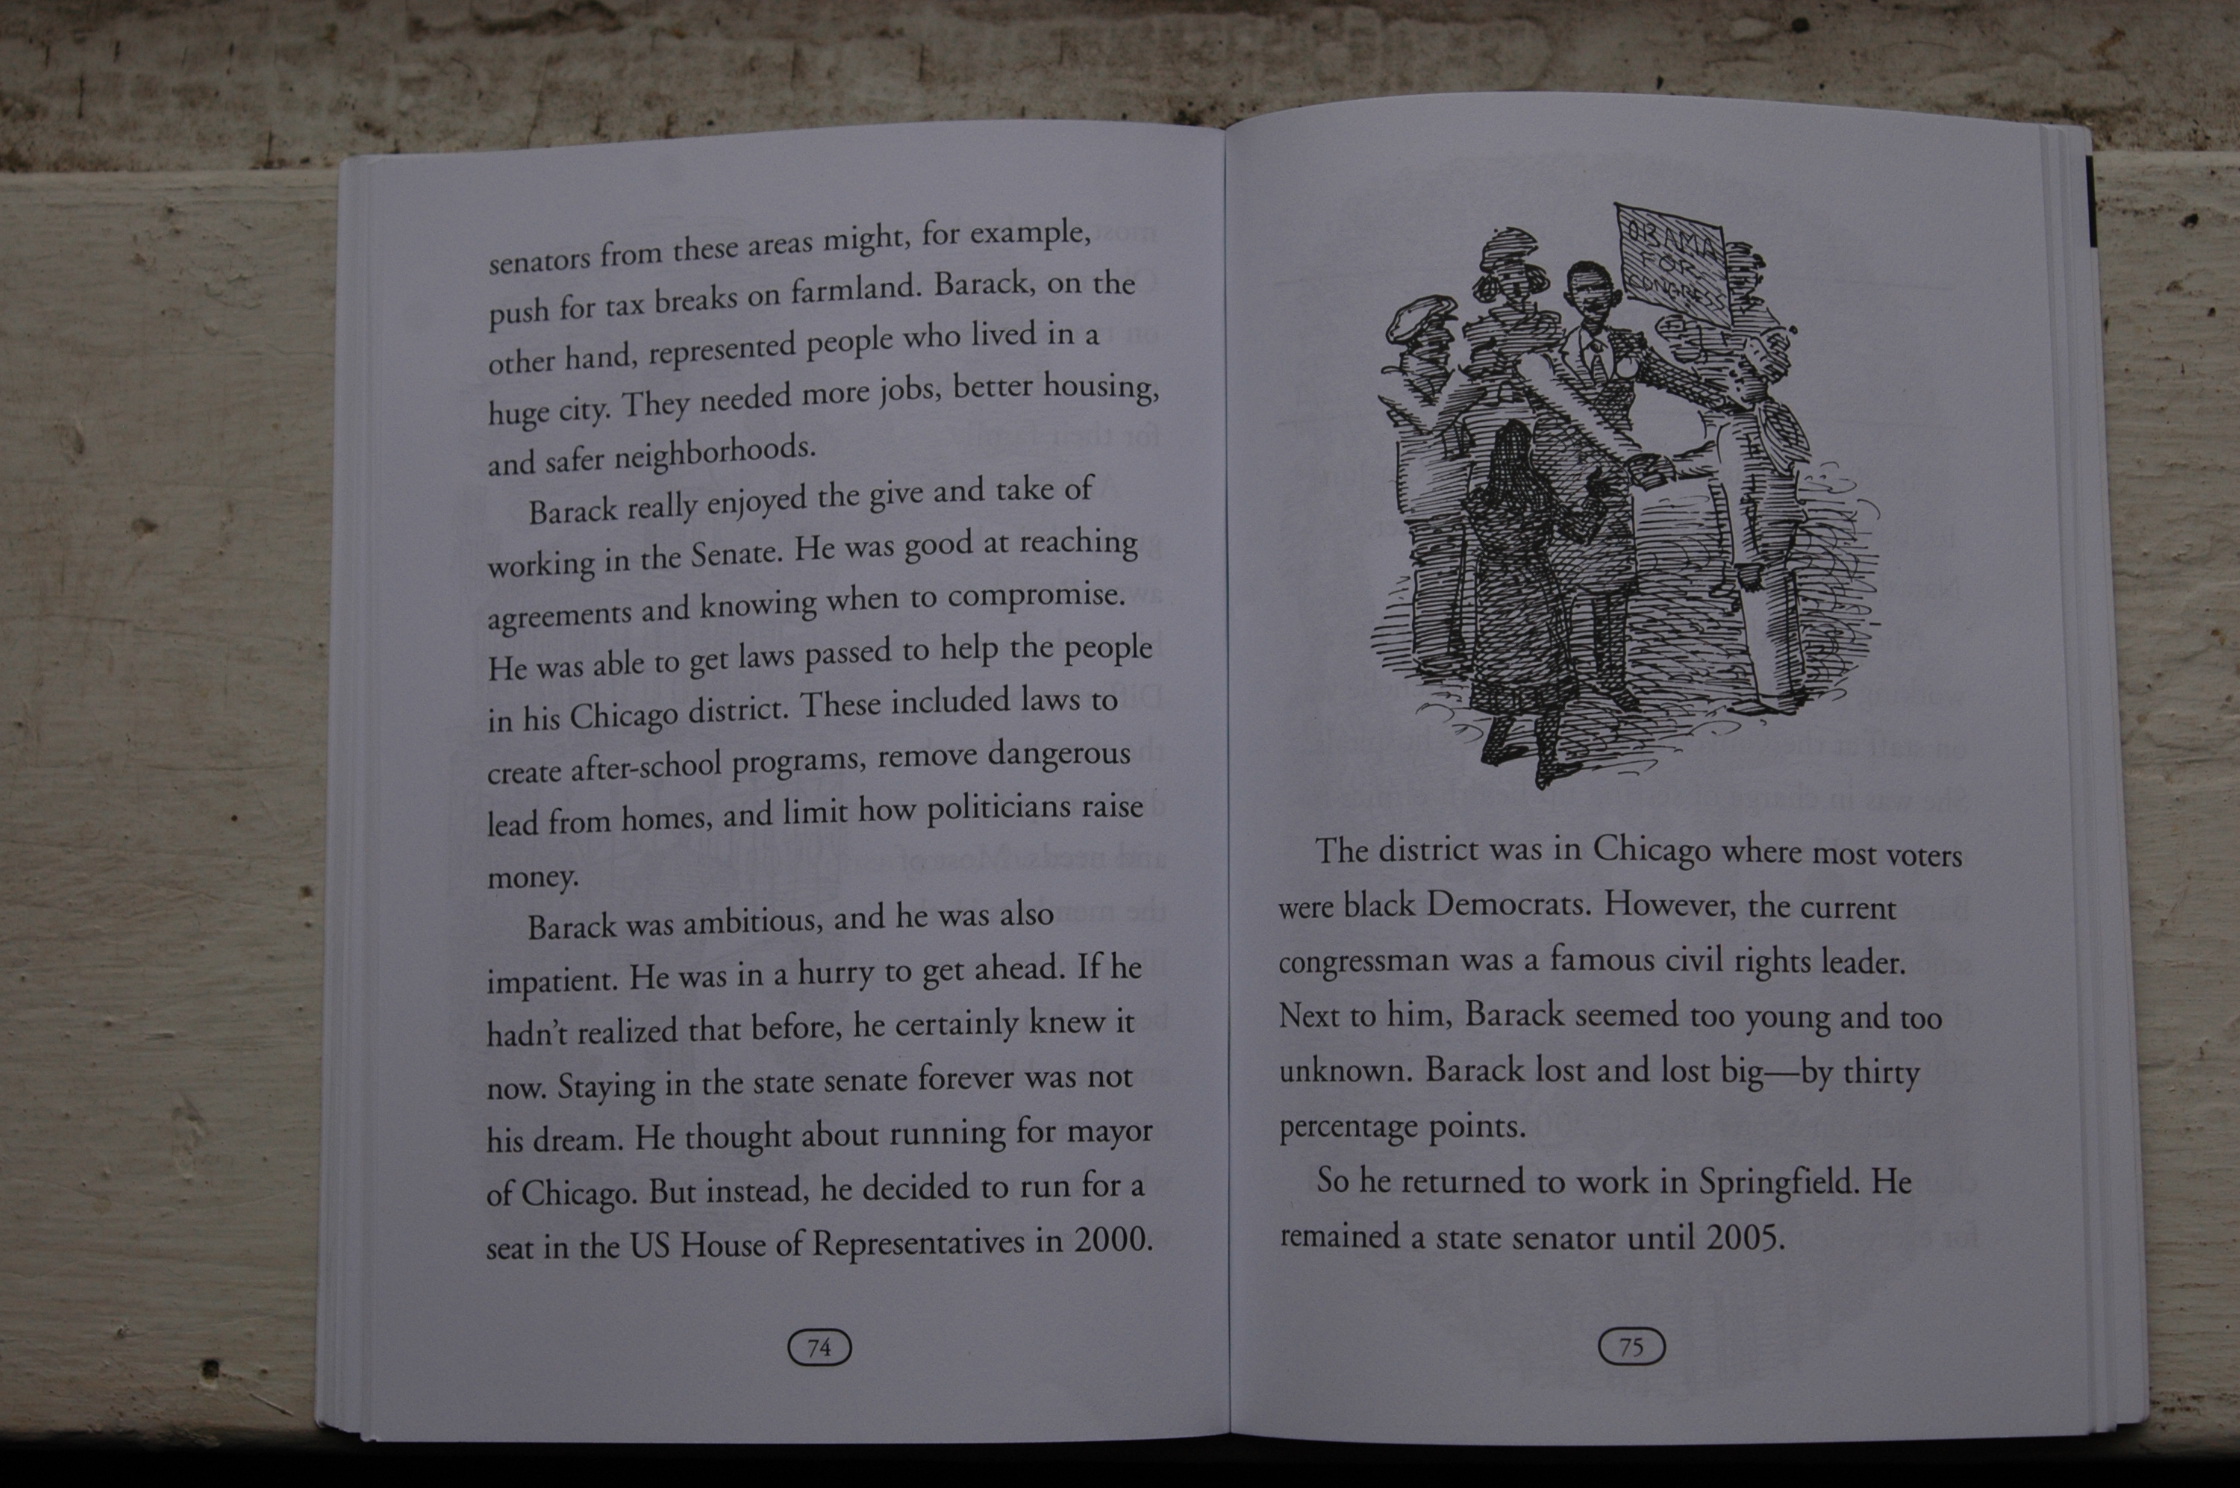 senators from these areas might, for example,
push for tax breaks on farmland. Barack, on the
other hand, represented people who lived in a
huge city. They needed more jobs, better housing,
and safer neighborhoods.
Barack really enjoyed the give and take of
working in the Senate. He was good at reaching
agreements and knowing when to compromise.
He was able to get laws passed to help the people
in his Chicago district. These included laws to
create after-school programs, remove dangerous
lead from homes, and limit how politicians raise
money.
Barack was ambitious, and he was also
impatient. He was in a hurry to get ahead. If he
hadn't realized that before, he certainly knew it
now. Staying in the state senate forever was not
his dream. He thought about running for mayor
of Chicago. But instead, he decided to run for a
seat in the US House of Representatives in 2000.
74
OBAMA
FOR
CONGRESS
The district was in Chicago where most voters
were black Democrats. However, the current
congressman was a famous civil rights leader.
Next to him, Barack seemed too young and too
unknown. Barack lost and lost big—by thirty
percentage points.
So he returned to work in Springfield. He
remained a state senator until 2005.
75